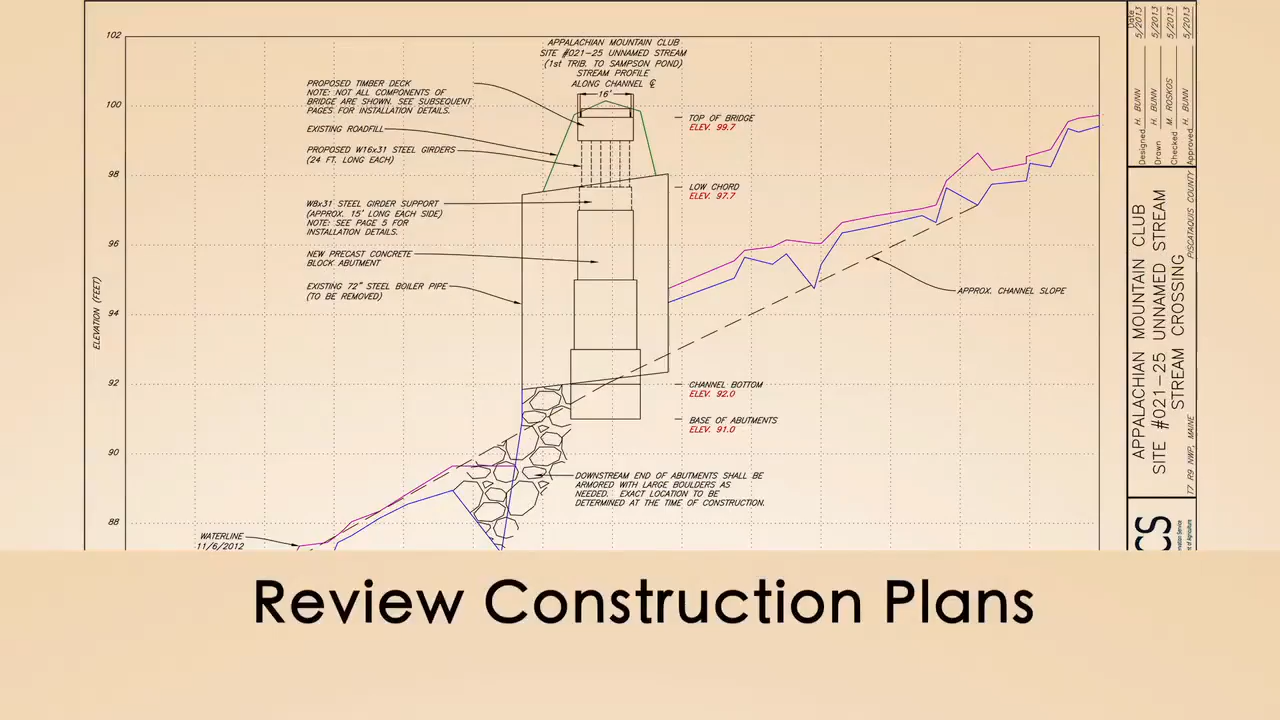 102
100
98
96
94
92
90
88
ELEVATION (FEET)
APPALACHIAN MOUNTAIN CLUB
SITE #021-25 UNNAMED STREAM
(1st TRIB. TO SAMPSON POND)
STREAM PROFILE
ALONG CHANNEL ℄
16'
PROPOSED TIMBER DECK
NOTE: NOT ALL COMPONENTS OF
BRIDGE ARE SHOWN. SEE SUBSEQUENT
PAGES FOR INSTALLATION DETAILS.
EXISTING ROADFILL
PROPOSED W16x31 STEEL GIRDERS
(24 FT. LONG EACH)
W8x31 STEEL GIRDER SUPPORT
(APPROX. 15' LONG EACH SIDE)
NOTE: SEE PAGE 5 FOR
INSTALLATION DETAILS.
NEW PRECAST CONCRETE
BLOCK ABUTMENT
EXISTING 72" STEEL BOILER PIPE
(TO BE REMOVED)
TOP OF BRIDGE
ELEV. 99.7
LOW CHORD
ELEV. 97.7
APPROX. CHANNEL SLOPE
CHANNEL BOTTOM
ELEV. 92.0
BASE OF ABUTMENTS
ELEV. 91.0
DOWNSTREAM END OF ABUTMENTS SHALL BE
ARMORED WITH LARGE BOULDERS AS
NEEDED. EXACT LOCATION TO BE
DETERMINED AT THE TIME OF CONSTRUCTION.
WATERLINE
11/6/2012
Date
Designed H. BUNN 5/2013
Drawn H. BUNN 5/2013
Checked M. ROSKOS 5/2013
Approved H. BUNN 5/2013
APPALACHIAN MOUNTAIN CLUB
SITE #021-25 UNNAMED STREAM
STREAM CROSSING
T7 R9 NWP, MAINE PISCATAQUIS COUNTY
CS
Review Construction Plans